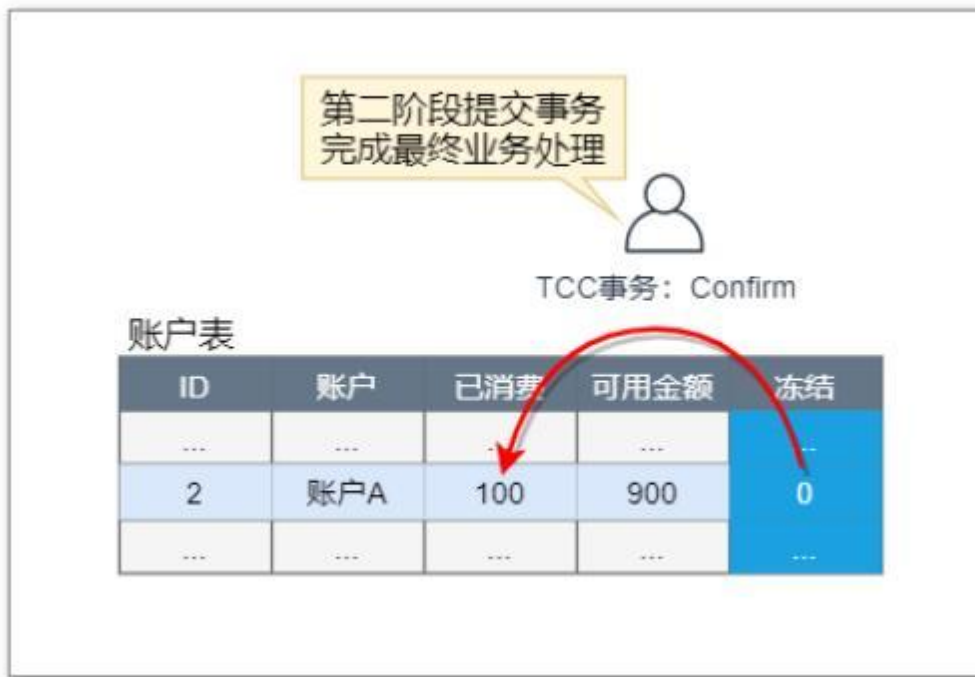 第二阶段提交事务
完成最终业务处理
TCC事务：Confirm
账户表
ID 账户 已消费 可用金额 冻结
... ... ... ... ...
2 账户A 100 900 0
... ... ... ... ...